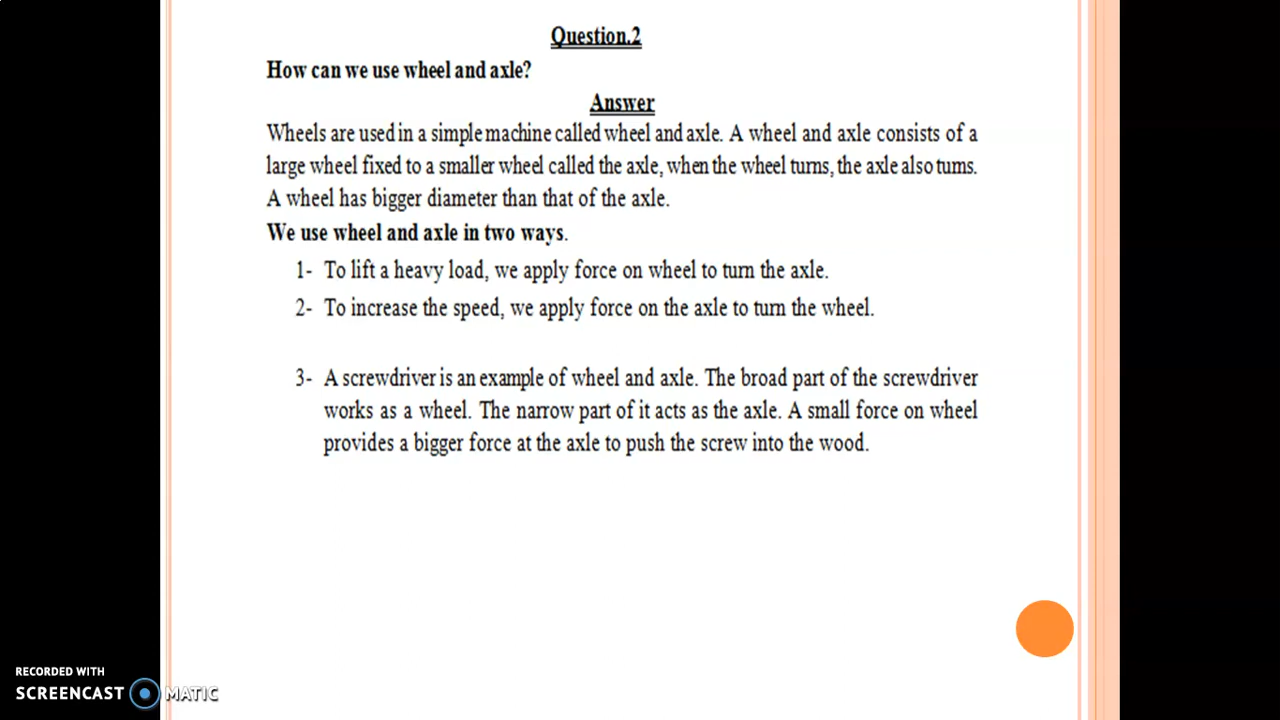 Question.2
How can we use wheel and axle?
Answer
Wheels are used in a simple machine called wheel and axle. A wheel and axle consists of a
large wheel fixed to a smaller wheel called the axle, when the wheel turns, the axle also turns.
A wheel has bigger diameter than that of the axle.
We use wheel and axle in two ways.
1- To lift a heavy load, we apply force on wheel to turn the axle.
2- To increase the speed, we apply force on the axle to turn the wheel.
3- A screwdriver is an example of wheel and axle. The broad part of the screwdriver
works as a wheel. The narrow part of it acts as the axle. A small force on wheel
provides a bigger force at the axle to push the screw into the wood.
RECORDED WITH
SCREENCAST MATIC